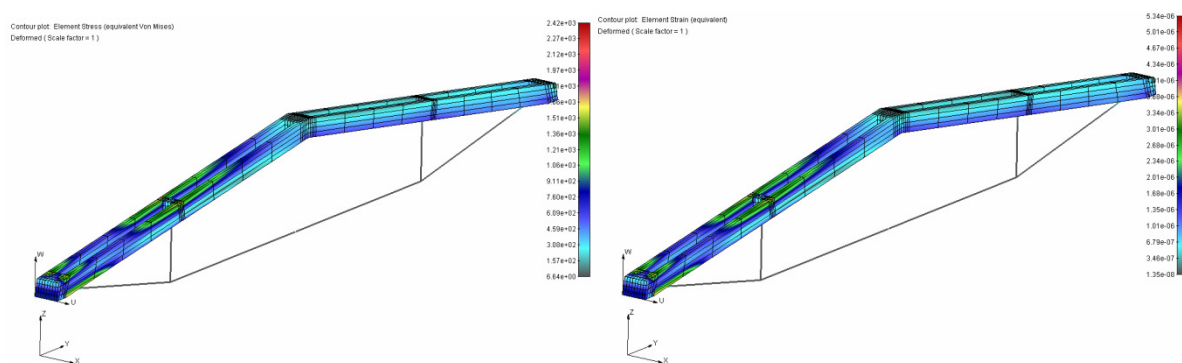 Contour plot: Element Stress (equivalent Von Mises)
Deformed ( Scale factor = 1 )
2.42e+03
2.27e+03
2.12e+03
1.97e+03
1.51e+03
1.36e+03
1.21e+03
1.06e+03
9.11e+02
7.60e+02
6.09e+02
4.59e+02
3.08e+02
1.57e+02
6.64e+00
W
U
Z
Y
X
Contour plot: Element Strain (equivalent)
Deformed ( Scale factor = 1 )
5.34e-06
5.01e-06
4.67e-06
4.34e-06
3.34e-06
3.01e-06
2.67e-06
2.34e-06
2.01e-06
1.68e-06
1.35e-06
1.01e-06
6.79e-07
3.46e-07
1.35e-08
W
U
Z
Y
X